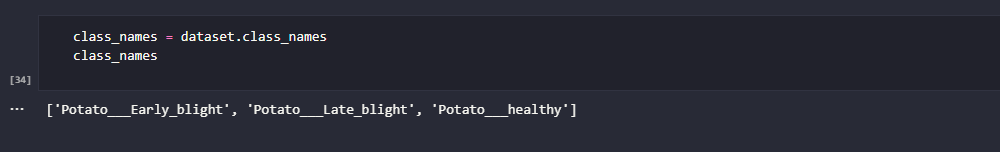 class_names = dataset.class_names
class_names
[34]
... ['Potato___Early_blight', 'Potato___Late_blight', 'Potato___healthy']